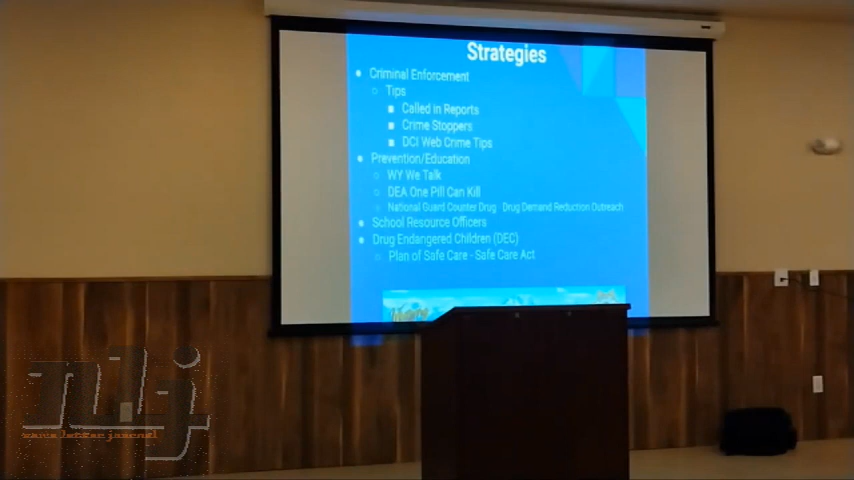 Strategies
Criminal Enforcement
Tips
Called in Reports
Crime Stoppers
DCI Web Crime Tips
Prevention/Education
WY We Talk
DEA One Pill Can Kill
National Guard Counter Drug Drug Demand Reduction Outreach
School Resource Officers
Drug Endangered Children (DEC)
Plan of Safe Care - Safe Care Act
nlj